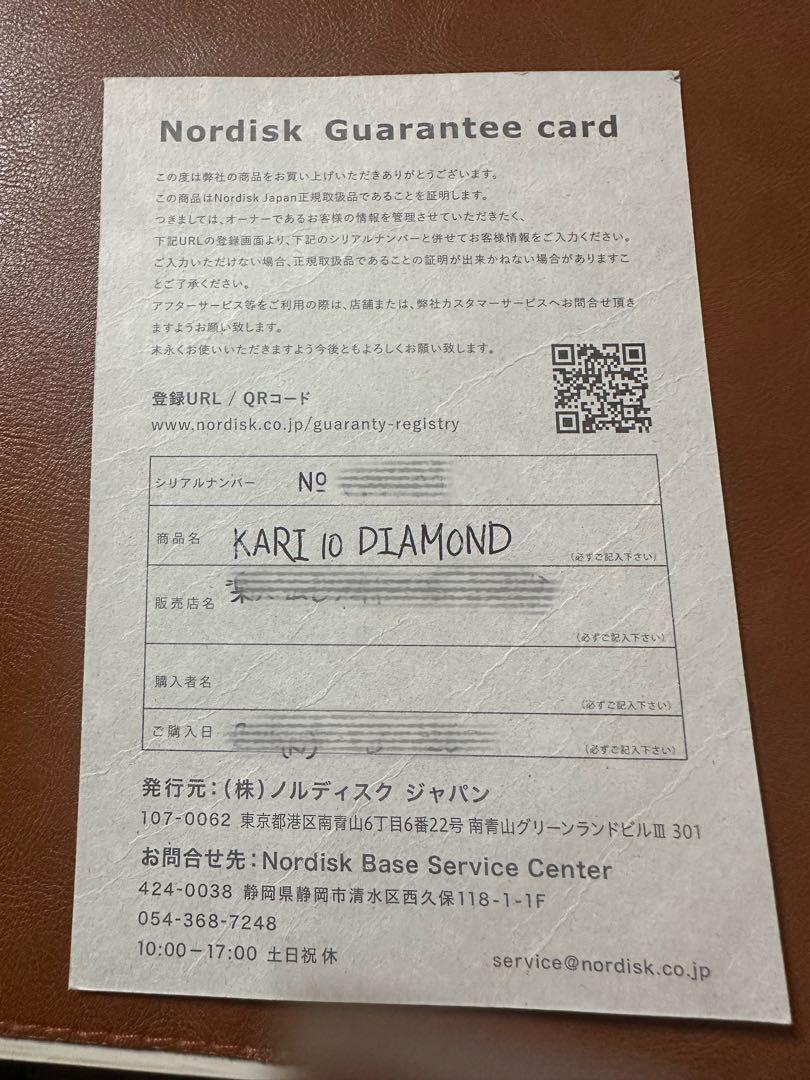 Nordisk Guarantee card
この度は弊社の商品をお買い上げいただきありがとうございます。
この商品はNordisk Japan正規取扱品であることを証明します。
つきましては、オーナーであるお客様の情報を管理させていただきたく、
下記URLの登録画面より、下記のシリアルナンバーと併せてお客様情報をご入力ください。
ご入力いただけない場合、正規取扱品であることの証明が出来かねない場合がありますこ
とご了承ください。
アフターサービス等をご利用の際は、店舗または、弊社カスタマーサービスへお問合せ頂き
ますようお願い致します。
末永くお使いいただきますよう今後ともよろしくお願い致します。
登録URL / QRコード
www.nordisk.co.jp/guaranty-registry
シリアルナンバー Nº
商品名 KARI 10 DIAMOND (必ずご記入下さい)
販売店名 (必ずご記入下さい)
購入者名 (必ずご記入下さい)
ご購入日 (必ずご記入下さい)
発行元：(株)ノルディスク ジャパン
107-0062 東京都港区南青山6丁目6番22号 南青山グリーンランドビルⅢ 301
お問合せ先：Nordisk Base Service Center
424-0038 静岡県静岡市清水区西久保118-1-1F
054-368-7248
10:00－17:00 土日祝 休
service@nordisk.co.jp